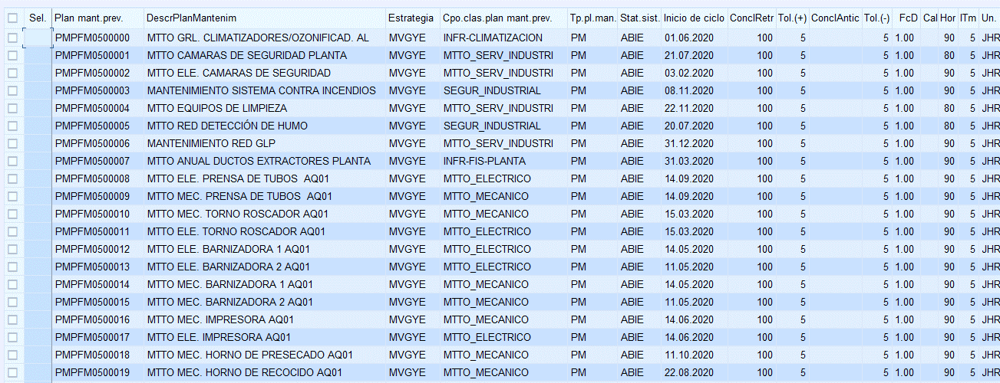 Sel. Plan mant.prev. DescrPlanMantenim Estrategia Cpo.clas.plan mant.prev. Tp.pl.man. Stat.sist. Inicio de ciclo ConclRetr Tol.(+) ConclAntic Tol.(-) FcD Cal Hor ITm Un.
PMPFM0500000 MTTO GRL. CLIMATIZADORES/OZONIFICAD. AL MVGYE INFR-CLIMATIZACION PM ABIE 01.06.2020 100 5 5 1.00 90 5 JHR
PMPFM0500001 MTTO CAMARAS DE SEGURIDAD PLANTA MVGYE MTTO_SERV_INDUSTRI PM ABIE 21.07.2020 100 5 5 1.00 80 5 JHR
PMPFM0500002 MTTO ELE. CAMARAS DE SEGURIDAD MVGYE MTTO_SERV_INDUSTRI PM ABIE 03.02.2020 100 5 5 1.00 90 5 JHR
PMPFM0500003 MANTENIMIENTO SISTEMA CONTRA INCENDIOS MVGYE SEGUR_INDUSTRIAL PM ABIE 08.11.2020 100 5 5 1.00 90 5 JHR
PMPFM0500004 MTTO EQUIPOS DE LIMPIEZA MVGYE MTTO_SERV_INDUSTRI PM ABIE 22.11.2020 100 5 5 1.00 80 5 JHR
PMPFM0500005 MTTO RED DETECCIÓN DE HUMO MVGYE SEGUR_INDUSTRIAL PM ABIE 20.07.2020 100 5 5 1.00 80 5 JHR
PMPFM0500006 MANTENIMIENTO RED GLP MVGYE MTTO_SERV_INDUSTRI PM ABIE 31.12.2020 100 5 5 1.00 90 5 JHR
PMPFM0500007 MTTO ANUAL DUCTOS EXTRACTORES PLANTA MVGYE INFR-FIS-PLANTA PM ABIE 31.03.2020 100 5 5 1.00 90 5 JHR
PMPFM0500008 MTTO ELE. PRENSA DE TUBOS AQ01 MVGYE MTTO_ELECTRICO PM ABIE 14.09.2020 100 5 5 1.00 90 5 JHR
PMPFM0500009 MTTO MEC. PRENSA DE TUBOS AQ01 MVGYE MTTO_MECANICO PM ABIE 14.09.2020 100 5 5 1.00 90 5 JHR
PMPFM0500010 MTTO MEC. TORNO ROSCADOR AQ01 MVGYE MTTO_MECANICO PM ABIE 15.03.2020 100 5 5 1.00 90 5 JHR
PMPFM0500011 MTTO ELE. TORNO ROSCADOR AQ01 MVGYE MTTO_ELECTRICO PM ABIE 15.03.2020 100 5 5 1.00 90 5 JHR
PMPFM0500012 MTTO ELE. BARNIZADORA 1 AQ01 MVGYE MTTO_ELECTRICO PM ABIE 14.05.2020 100 5 5 1.00 90 5 JHR
PMPFM0500013 MTTO ELE. BARNIZADORA 2 AQ01 MVGYE MTTO_ELECTRICO PM ABIE 11.05.2020 100 5 5 1.00 90 5 JHR
PMPFM0500014 MTTO MEC. BARNIZADORA 1 AQ01 MVGYE MTTO_MECANICO PM ABIE 14.05.2020 100 5 5 1.00 90 5 JHR
PMPFM0500015 MTTO MEC. BARNIZADORA 2 AQ01 MVGYE MTTO_MECANICO PM ABIE 11.05.2020 100 5 5 1.00 90 5 JHR
PMPFM0500016 MTTO MEC. IMPRESORA AQ01 MVGYE MTTO_MECANICO PM ABIE 14.06.2020 100 5 5 1.00 90 5 JHR
PMPFM0500017 MTTO ELE. IMPRESORA AQ01 MVGYE MTTO_ELECTRICO PM ABIE 14.06.2020 100 5 5 1.00 90 5 JHR
PMPFM0500018 MTTO MEC. HORNO DE PRESECADO AQ01 MVGYE MTTO_MECANICO PM ABIE 11.10.2020 100 5 5 1.00 90 5 JHR
PMPFM0500019 MTTO MEC. HORNO DE RECOCIDO AQ01 MVGYE MTTO_MECANICO PM ABIE 22.08.2020 100 5 5 1.00 90 5 JHR